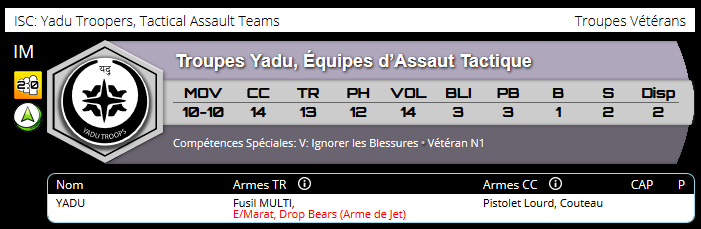 ISC: Yadu Troopers, Tactical Assault Teams
Troupes Vétérans
IM
यदु
YADU TROOPS
Troupes Yadu, Équipes d'Assaut Tactique
MOV CC TR PH VOL BLI PB B S Disp
10-10 14 13 12 14 3 3 1 2 2
Compétences Spéciales: V: Ignorer les Blessures • Vétéran N1
Nom Armes TR Armes CC CAP P
YADU Fusil MULTI, Pistolet Lourd, Couteau
E/Marat, Drop Bears (Arme de Jet)